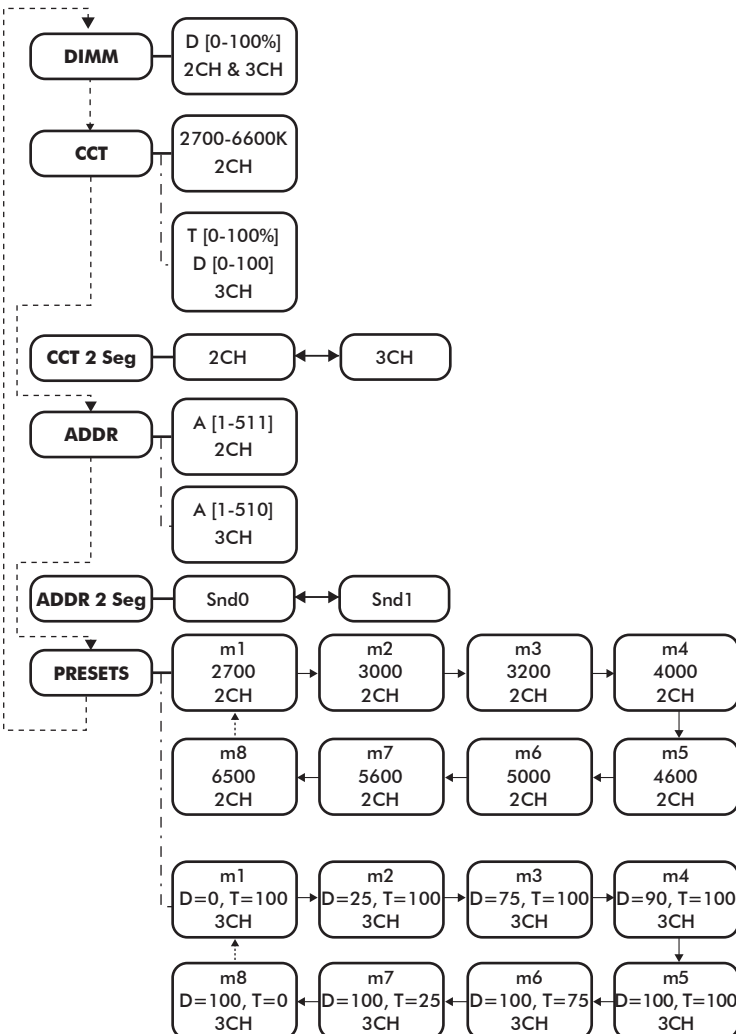 DIMM
D [0-100%]
2CH & 3CH
CCT
2700-6600K
2CH
T [0-100%]
D [0-100]
3CH
CCT 2 Seg
2CH
3CH
ADDR
A [1-511]
2CH
A [1-510]
3CH
ADDR 2 Seg
Snd0
Snd1
PRESETS
m1
2700
2CH
m2
3000
2CH
m3
3200
2CH
m4
4000
2CH
m8
6500
2CH
m7
5600
2CH
m6
5000
2CH
m5
4600
2CH
m1
D=0, T=100
3CH
m2
D=25, T=100
3CH
m3
D=75, T=100
3CH
m4
D=90, T=100
3CH
m8
D=100, T=0
3CH
m7
D=100, T=25
3CH
m6
D=100, T=75
3CH
m5
D=100, T=100
3CH